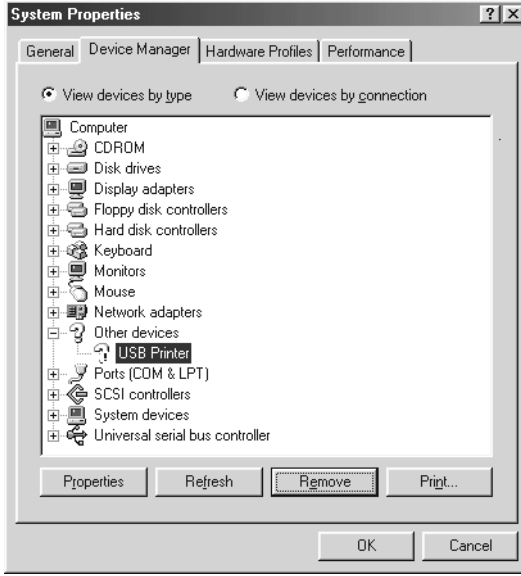 System Properties
General Device Manager Hardware Profiles Performance
View devices by type View devices by connection
Computer
CDROM
Disk drives
Display adapters
Floppy disk controllers
Hard disk controllers
Keyboard
Monitors
Mouse
Network adapters
Other devices
USB Printer
Ports (COM & LPT)
SCSI controllers
System devices
Universal serial bus controller
Properties Refresh Remove Print...
OK Cancel